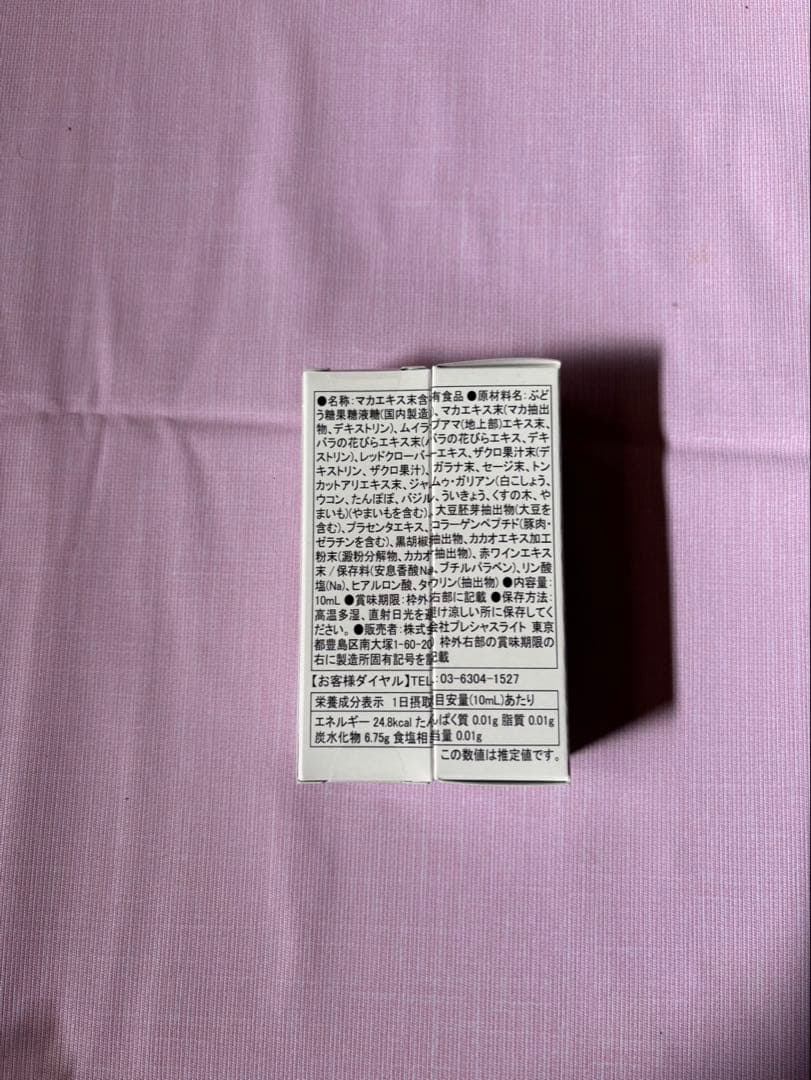 ●名称:マカエキス末含有食品 ●原材料名:ぶど
う糖果糖液糖(国内製造)、マカエキス末(マカ抽出
物、デキストリン)、ムイラプアマ(地上部)エキス末、
バラの花びらエキス末(バラの花びらエキス、デキ
ストリン)、レッドクローバーエキス、ザクロ果汁末(デ
キストリン、ザクロ果汁)、ガラナ末、セージ末、トン
カットアリエキス末、ジャムゥ・ガリアン(白こしょう、
ウコン、たんぽぽ、バジル、ういきょう、くすの木、や
まいも)(やまいもを含む)、大豆胚芽抽出物(大豆を
含む)、プラセンタエキス、コラーゲンペプチド(豚肉・
ゼラチンを含む)、黒胡椒抽出物、カカオエキス加工
粉末(澱粉分解物、カカオ抽出物)、赤ワインエキス
末/保存料(安息香酸Na、ブチルパラベン)、リン酸
塩(Na)、ヒアルロン酸、タウリン(抽出物) ●内容量:
10mL ●賞味期限:枠外右部に記載 ●保存方法:
高温多湿、直射日光を避け涼しい所に保存してく
ださい。 ●販売者:株式会社プレシャスライト 東京
都豊島区南大塚1-60-20 枠外右部の賞味期限の
右に製造所固有記号を記載
【お客様ダイヤル】TEL:03-6304-1527
栄養成分表示 1日摂取目安量(10mL)あたり
エネルギー 24.8kcal たんぱく質 0.01g 脂質 0.01g
炭水化物 6.75g 食塩相当量 0.01g
この数値は推定値です。